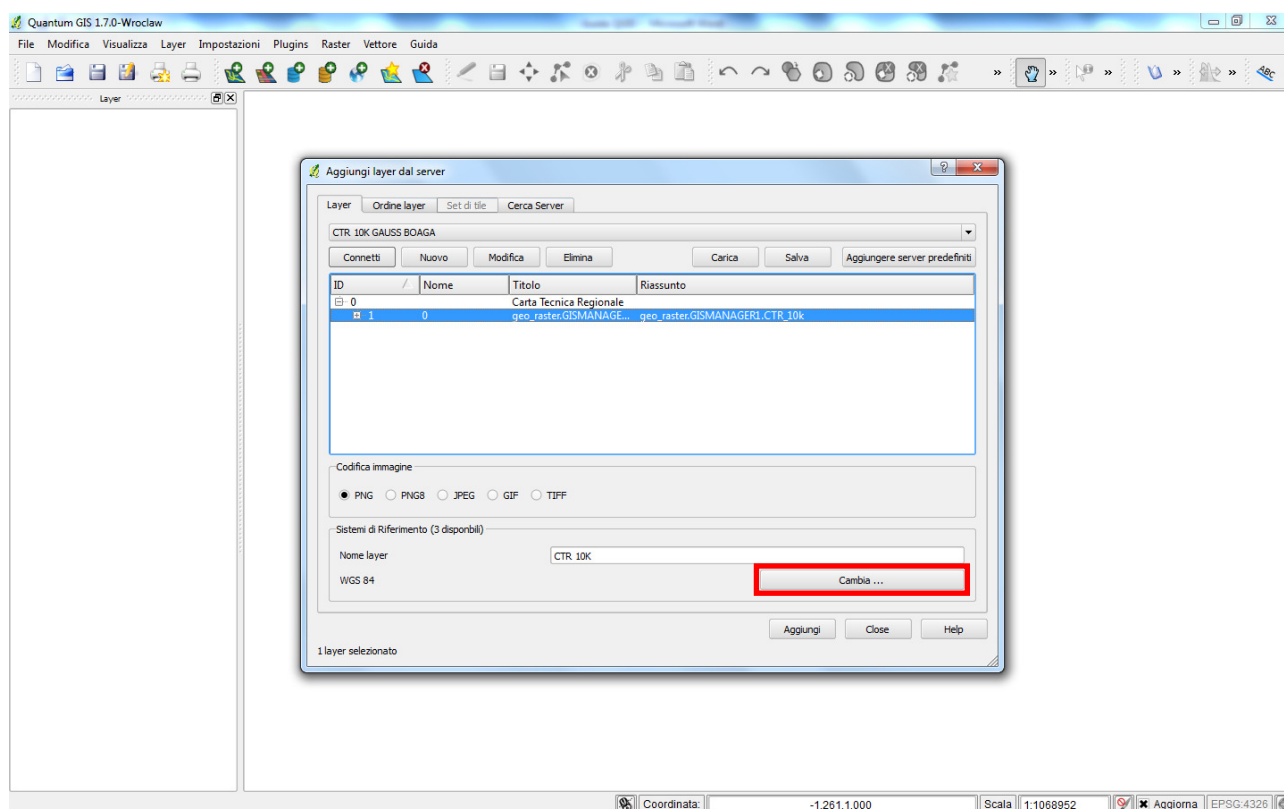 Quantum GIS 1.7.0-Wroclaw
File Modifica Visualizza Layer Impostazioni Plugins Raster Vettore Guida
» » » » ABC
Layer
Aggiungi layer dal server
Layer Ordine layer Set di tile Cerca Server
CTR 10K GAUSS BOAGA
Connetti Nuovo Modifica Elimina Carica Salva Aggiungere server predefiniti
ID Nome Titolo Riassunto
0 Carta Tecnica Regionale
1 0 geo_raster.GISMANAGE... geo_raster.GISMANAGER1.CTR_10k
Codifica immagine
PNG PNG8 JPEG GIF TIFF
Sistemi di Riferimento (3 disponbili)
Nome layer CTR 10K
WGS 84 Cambia ...
Aggiungi Close Help
1 layer selezionato
Coordinata: -1.261,1.000 Scala 1:1068952 Aggiorna EPSG:4326